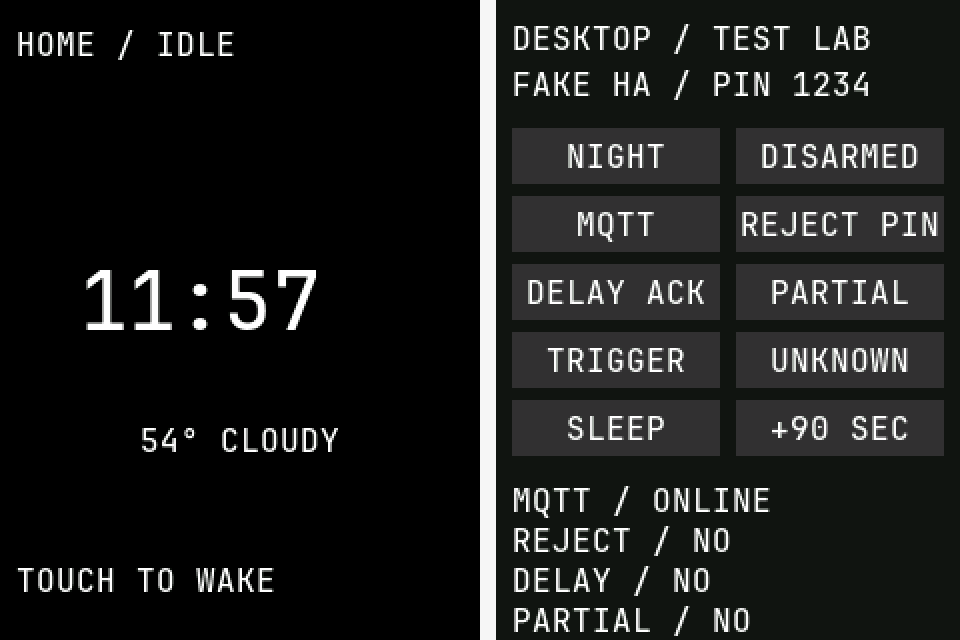 HOME / IDLE
11:57
54° CLOUDY
TOUCH TO WAKE
DESKTOP / TEST LAB
FAKE HA / PIN 1234
NIGHT
DISARMED
MQTT
REJECT PIN
DELAY ACK
PARTIAL
TRIGGER
UNKNOWN
SLEEP
+90 SEC
MQTT / ONLINE
REJECT / NO
DELAY / NO
PARTIAL / NO